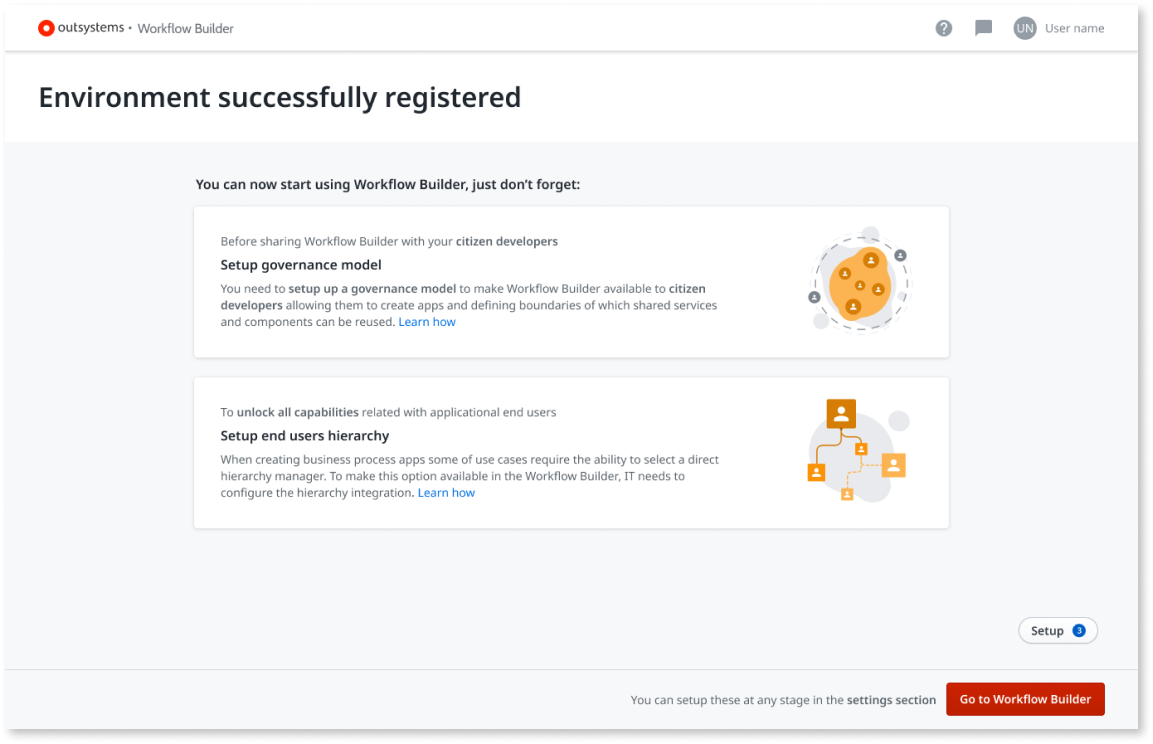 outsystems • Workflow Builder
UN User name
Environment successfully registered
You can now start using Workflow Builder, just don’t forget:
Before sharing Workflow Builder with your citizen developers
Setup governance model
You need to setup up a governance model to make Workflow Builder available to citizen
developers allowing them to create apps and defining boundaries of which shared services
and components can be reused. Learn how
To unlock all capabilities related with applicational end users
Setup end users hierarchy
When creating business process apps some of use cases require the ability to select a direct
hierarchy manager. To make this option available in the Workflow Builder, IT needs to
configure the hierarchy integration. Learn how
Setup 3
You can setup these at any stage in the settings section
Go to Workflow Builder